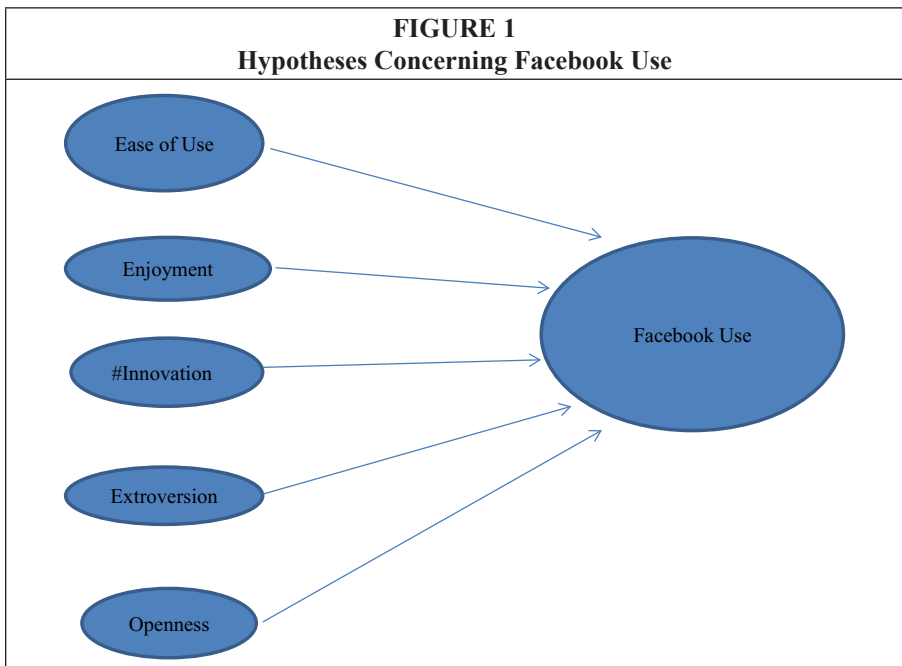 FIGURE 1
Hypotheses Concerning Facebook Use
Ease of Use
Enjoyment
Facebook Use
#Innovation
Extroversion
Openness